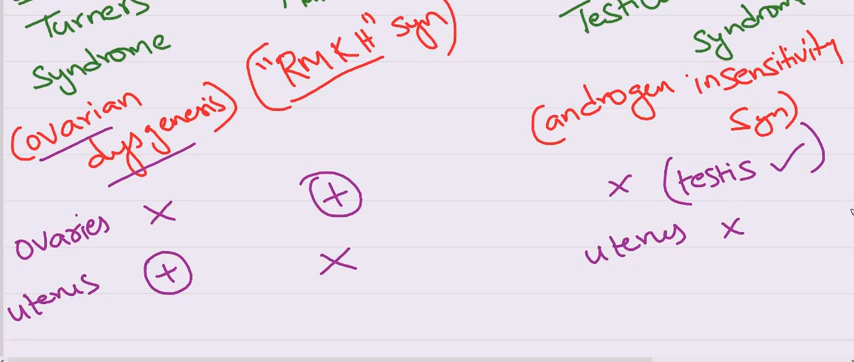 Turners
Syndrome
(ovarian
dysgenesis)
("RMKH" syn)
Syndrome
(androgen insensitivity
Syn)
ovaries × + × (testis ✓)
uterus + × uterus ×